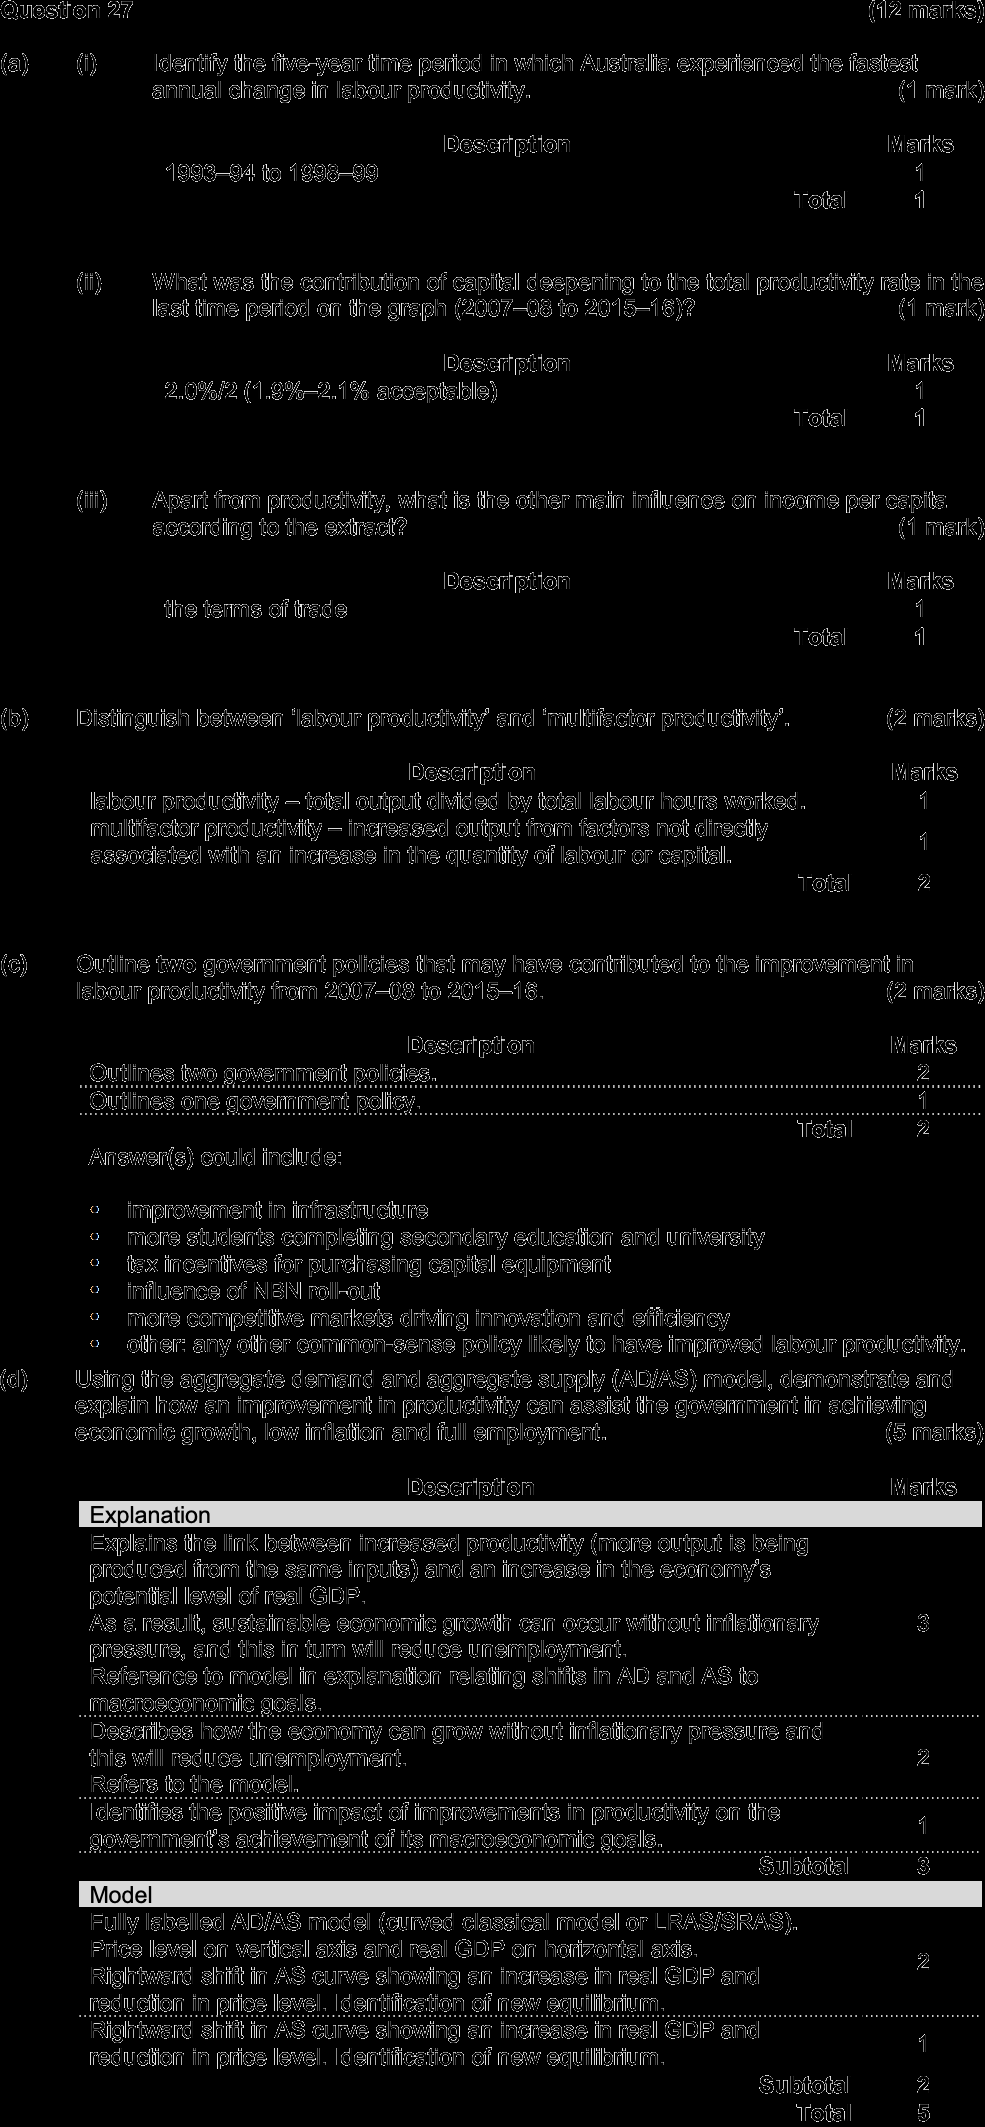 Question 27 (12 marks)
(a) (i) Identify the five-year time period in which Australia experienced the fastest
annual change in labour productivity. (1 mark)
Description Marks
1993–94 to 1998–99 1
Total 1
(ii) What was the contribution of capital deepening to the total productivity rate in the
last time period on the graph (2007–08 to 2015–16)? (1 mark)
Description Marks
2.0%/2 (1.9%–2.1% acceptable) 1
Total 1
(iii) Apart from productivity, what is the other main influence on income per capita
according to the extract? (1 mark)
Description Marks
the terms of trade 1
Total 1
(b) Distinguish between ‘labour productivity’ and ‘multifactor productivity’. (2 marks)
Description Marks
labour productivity – total output divided by total labour hours worked. 1
multifactor productivity – increased output from factors not directly
associated with an increase in the quantity of labour or capital. 1
Total 2
(c) Outline two government policies that may have contributed to the improvement in
labour productivity from 2007–08 to 2015–16. (2 marks)
Description Marks
Outlines two government policies. 2
Outlines one government policy. 1
Total 2
Answer(s) could include:
• improvement in infrastructure
• more students completing secondary education and university
• tax incentives for purchasing capital equipment
• influence of NBN roll-out
• more competitive markets driving innovation and efficiency
• other: any other common-sense policy likely to have improved labour productivity.
(d) Using the aggregate demand and aggregate supply (AD/AS) model, demonstrate and
explain how an improvement in productivity can assist the government in achieving
economic growth, low inflation and full employment. (5 marks)
Description Marks
Explanation
Explains the link between increased productivity (more output is being
produced from the same inputs) and an increase in the economy’s
potential level of real GDP.
As a result, sustainable economic growth can occur without inflationary 3
pressure, and this in turn will reduce unemployment.
Reference to model in explanation relating shifts in AD and AS to
macroeconomic goals.
Describes how the economy can grow without inflationary pressure and
this will reduce unemployment. 2
Refers to the model.
Identifies the positive impact of improvements in productivity on the
government’s achievement of its macroeconomic goals. 1
Subtotal 3
Model
Fully labelled AD/AS model (curved classical model or LRAS/SRAS).
Price level on vertical axis and real GDP on horizontal axis. 2
Rightward shift in AS curve showing an increase in real GDP and
reduction in price level. Identification of new equilibrium.
Rightward shift in AS curve showing an increase in real GDP and
reduction in price level. Identification of new equilibrium. 1
Subtotal 2
Total 5